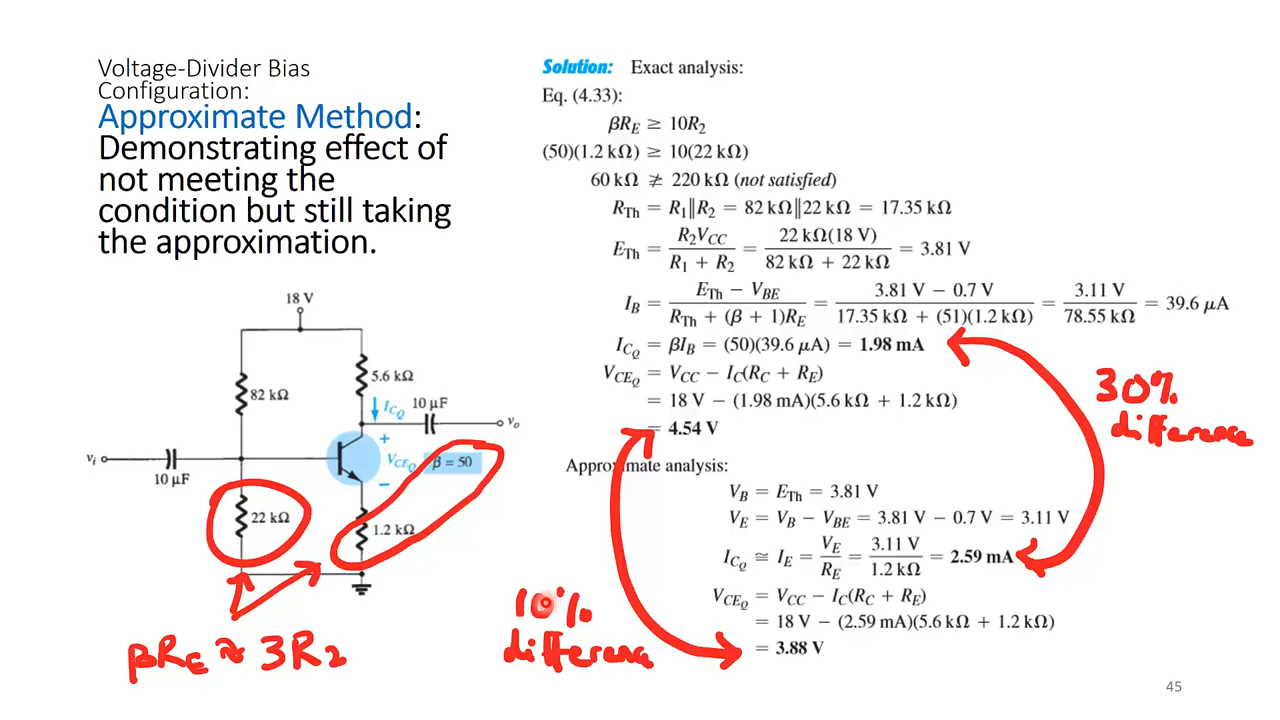 Voltage-Divider Bias
Configuration:
Approximate Method:
Demonstrating effect of
not meeting the
condition but still taking
the approximation.
18 V
5.6 kΩ
82 kΩ
I_CQ
10 μF
v_o
+
V_CEQ
β = 50
−
v_i
10 μF
22 kΩ
1.2 kΩ
βR_E ≈ 3R_2
Solution: Exact analysis:
Eq. (4.33):
βR_E ≥ 10R_2
(50)(1.2 kΩ) ≥ 10(22 kΩ)
60 kΩ ≱ 220 kΩ (not satisfied)
R_Th = R_1∥R_2 = 82 kΩ∥22 kΩ = 17.35 kΩ
E_Th = R_2V_CC / (R_1 + R_2) = 22 kΩ(18 V) / (82 kΩ + 22 kΩ) = 3.81 V
I_B = (E_Th − V_BE) / (R_Th + (β + 1)R_E) = (3.81 V − 0.7 V) / (17.35 kΩ + (51)(1.2 kΩ)) = 3.11 V / 78.55 kΩ = 39.6 μA
I_CQ = βI_B = (50)(39.6 μA) = 1.98 mA
V_CEQ = V_CC − I_C(R_C + R_E)
= 18 V − (1.98 mA)(5.6 kΩ + 1.2 kΩ)
= 4.54 V
30%
difference
Approximate analysis:
V_B = E_Th = 3.81 V
V_E = V_B − V_BE = 3.81 V − 0.7 V = 3.11 V
I_CQ ≅ I_E = V_E / R_E = 3.11 V / 1.2 kΩ = 2.59 mA
V_CEQ = V_CC − I_C(R_C + R_E)
= 18 V − (2.59 mA)(5.6 kΩ + 1.2 kΩ)
= 3.88 V
10%
difference
45